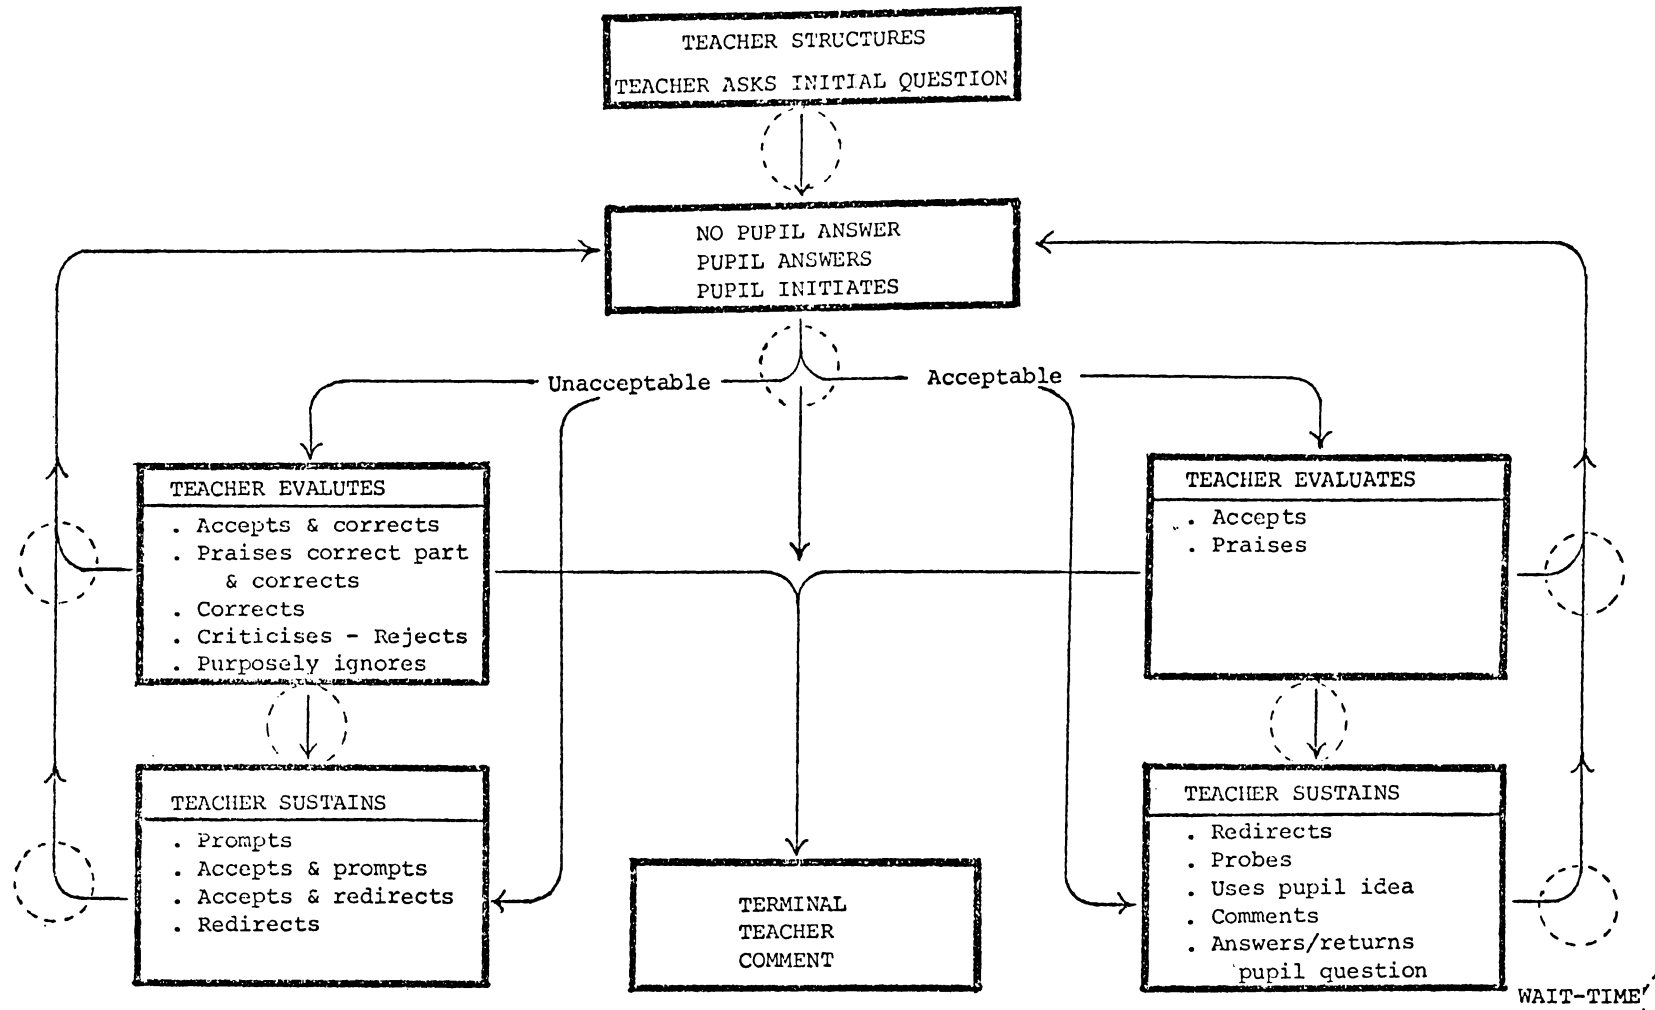 TEACHER STRUCTURES
TEACHER ASKS INITIAL QUESTION
NO PUPIL ANSWER
PUPIL ANSWERS
PUPIL INITIATES
Unacceptable
Acceptable
TEACHER EVALUTES
. Accepts & corrects
. Praises correct part
& corrects
. Corrects
. Criticises - Rejects
. Purposely ignores
TEACHER EVALUATES
. Accepts
. Praises
TEACHER SUSTAINS
. Prompts
. Accepts & prompts
. Accepts & redirects
. Redirects
TERMINAL
TEACHER
COMMENT
TEACHER SUSTAINS
. Redirects
. Probes
. Uses pupil idea
. Comments
. Answers/returns
pupil question
WAIT-TIME